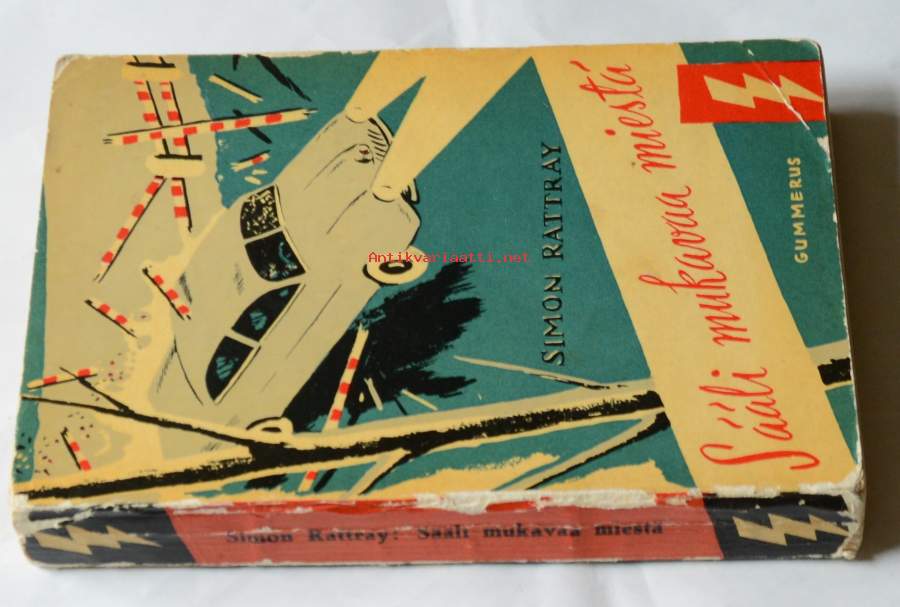 Sääli mukavaa miestä
SIMON RATTRAY
GUMMERUS
Simon Rattray: Sääli mukavaa miestä
Antikvariaatti.net